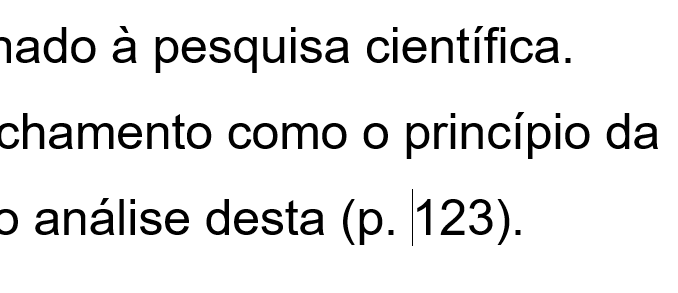 nado à pesquisa científica.
chamento como o princípio da
o análise desta (p. 123).